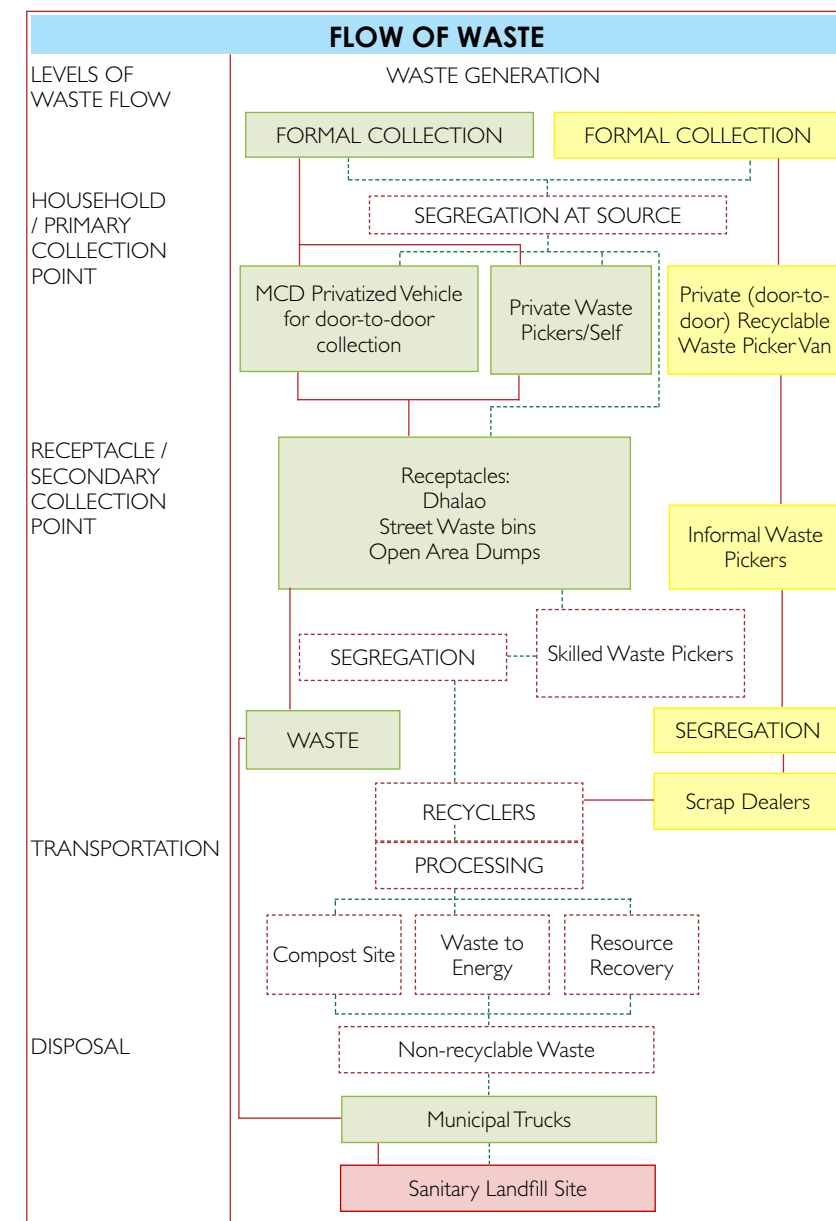 FLOW OF WASTE
LEVELS OF
WASTE FLOW
WASTE GENERATION
FORMAL COLLECTION
FORMAL COLLECTION
HOUSEHOLD
/ PRIMARY
COLLECTION
POINT
SEGREGATION AT SOURCE
MCD Privatized Vehicle
for door-to-door
collection
Private Waste
Pickers/Self
Private (door-to-
door) Recyclable
Waste Picker Van
RECEPTACLE /
SECONDARY
COLLECTION
POINT
Receptacles:
Dhalao
Street Waste bins
Open Area Dumps
Informal Waste
Pickers
SEGREGATION
Skilled Waste Pickers
WASTE
SEGREGATION
Scrap Dealers
RECYCLERS
TRANSPORTATION
PROCESSING
Compost Site
Waste to
Energy
Resource
Recovery
DISPOSAL
Non-recyclable Waste
Municipal Trucks
Sanitary Landfill Site